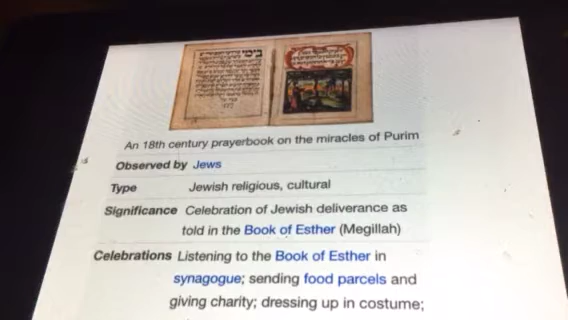 בימי
An 18th century prayerbook on the miracles of Purim
Observed by Jews
Type Jewish religious, cultural
Significance Celebration of Jewish deliverance as
told in the Book of Esther (Megillah)
Celebrations Listening to the Book of Esther in
synagogue; sending food parcels and
giving charity; dressing up in costume;